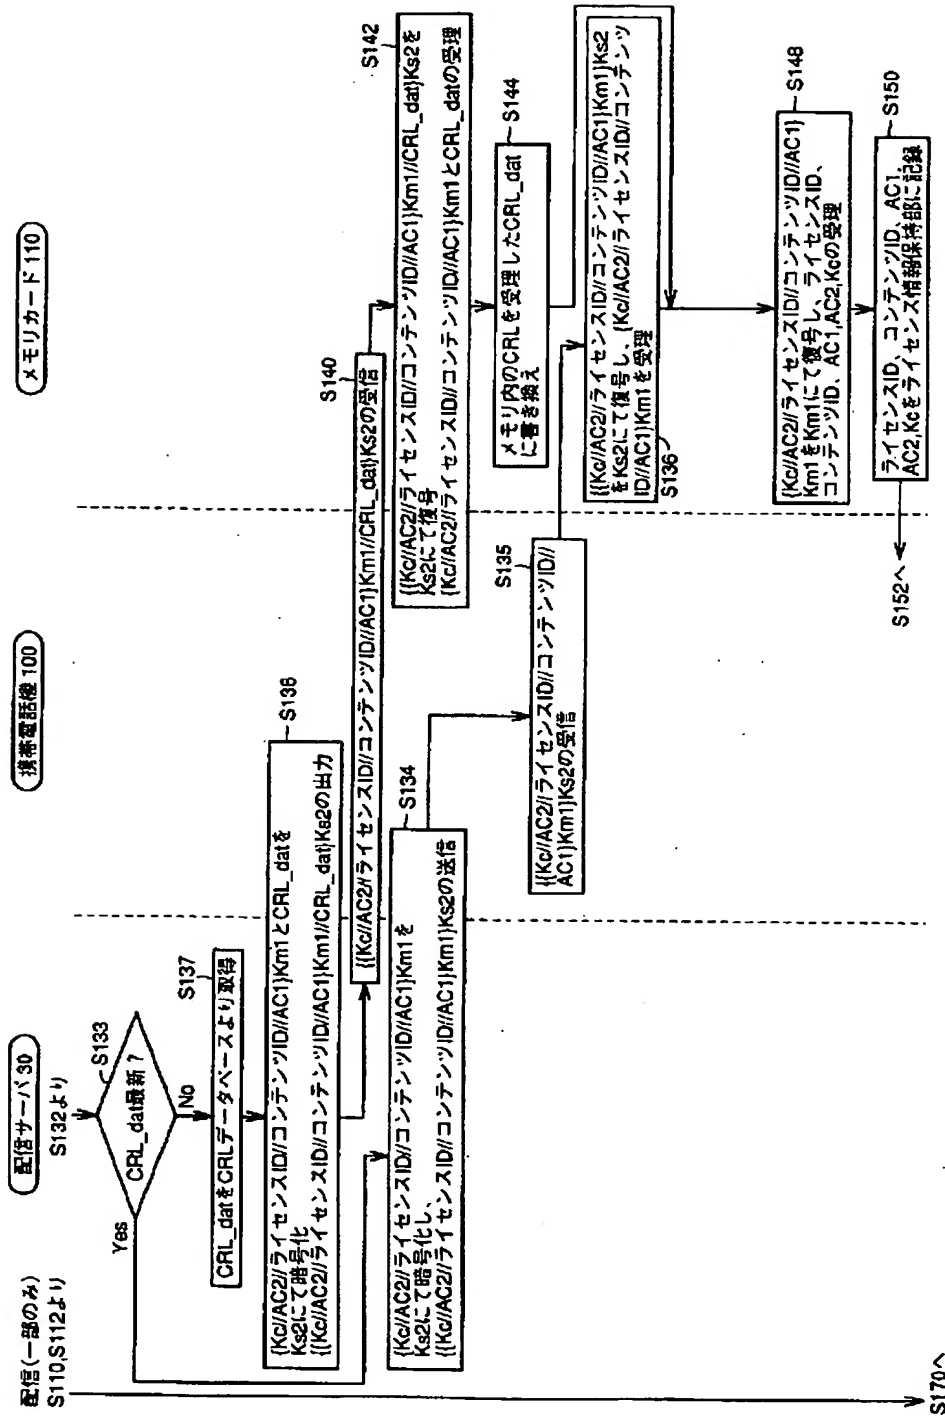 配信(一部のみ)
S110,S112より
配信サーバ 30
携帯電話機 100
メモリカード 110
S132より
S133
CRL_dat最新？
Yes
No
S137
CRL_datをCRLデータベースより取得
S136
{Kc//AC2//ライセンスID//コンテンツID//AC1}Km1とCRL_datを
Ks2にて暗号化
{{Kc//AC2//ライセンスID//コンテンツID//AC1}Km1//CRL_dat}Ks2の出力
S140
{{Kc//AC2//ライセンスID//コンテンツID//AC1}Km1//CRL_dat}Ks2の受信
S142
{{Kc//AC2//ライセンスID//コンテンツID//AC1}Km1//CRL_dat}Ks2を
Ks2にて復号
{Kc//AC2//ライセンスID//コンテンツID//AC1}Km1とCRL_datの受理
S144
メモリ内のCRLを受理したCRL_dat
に書き換え
S134
{Kc//AC2//ライセンスID//コンテンツID//AC1}Km1を
Ks2にて暗号化し、
{{Kc//AC2//ライセンスID//コンテンツID//AC1}Km1}Ks2の送信
S135
{{Kc//AC2//ライセンスID//コンテンツID//
AC1}Km1}Ks2の受信
{{Kc//AC2//ライセンスID//コンテンツID//AC1}Km1}Ks2
をKs2にて復号し、{Kc//AC2//ライセンスID//コンテンツ
ID//AC1}Km1を受理
S136
S148
{Kc//AC2//ライセンスID//コンテンツID//AC1}
Km1をKm1にて復号し、ライセンスID、
コンテンツID、AC1,AC2,Kcの受理
S150
ライセンスID、コンテンツID、AC1,
AC2,Kcをライセンス情報保持部に記録
S152へ
S170へ